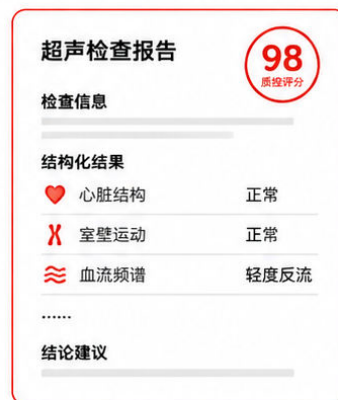 超声检查报告
98
质控评分
检查信息
结构化结果
心脏结构 正常
室壁运动 正常
血流频谱 轻度反流
......
结论建议